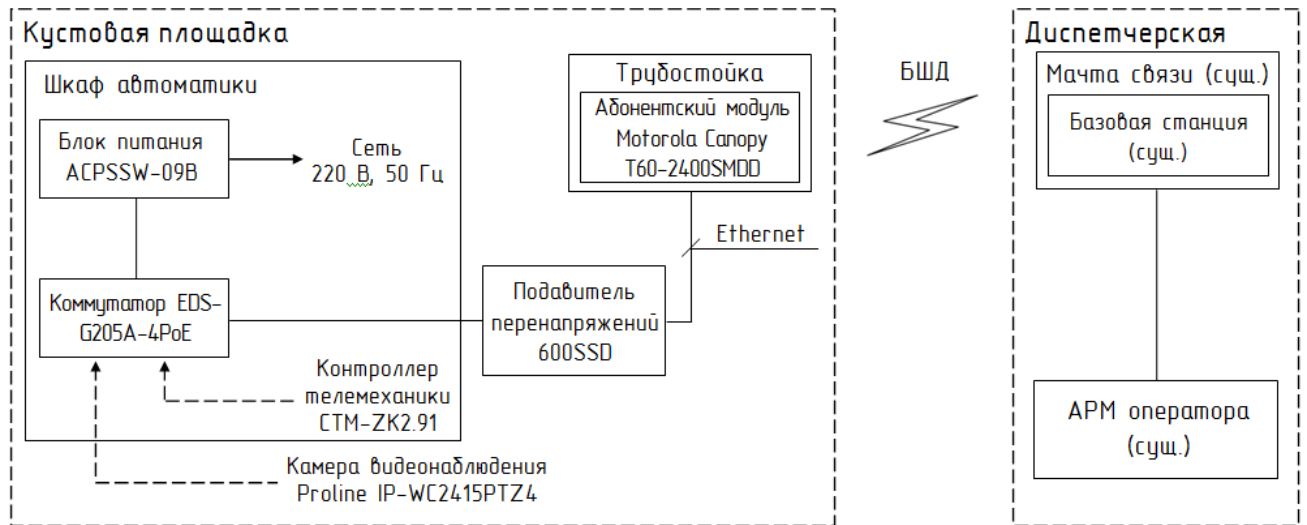 Кустовая площадка
Шкаф автоматики
Блок питания
ACPSSW-09B
Сеть
220 В, 50 Гц
Коммутатор EDS-
G205A-4PoE
Контроллер
телемеханики
СТМ-ZK2.91
Камера видеонаблюдения
Proline IP-WC2415PTZ4
Подавитель
перенапряжений
600SSD
Трубостойка
Абонентский модуль
Motorola Canopy
T60-2400SMDD
Ethernet
БШД
Диспетчерская
Мачта связи (сущ.)
Базовая станция
(сущ.)
АРМ оператора
(сущ.)